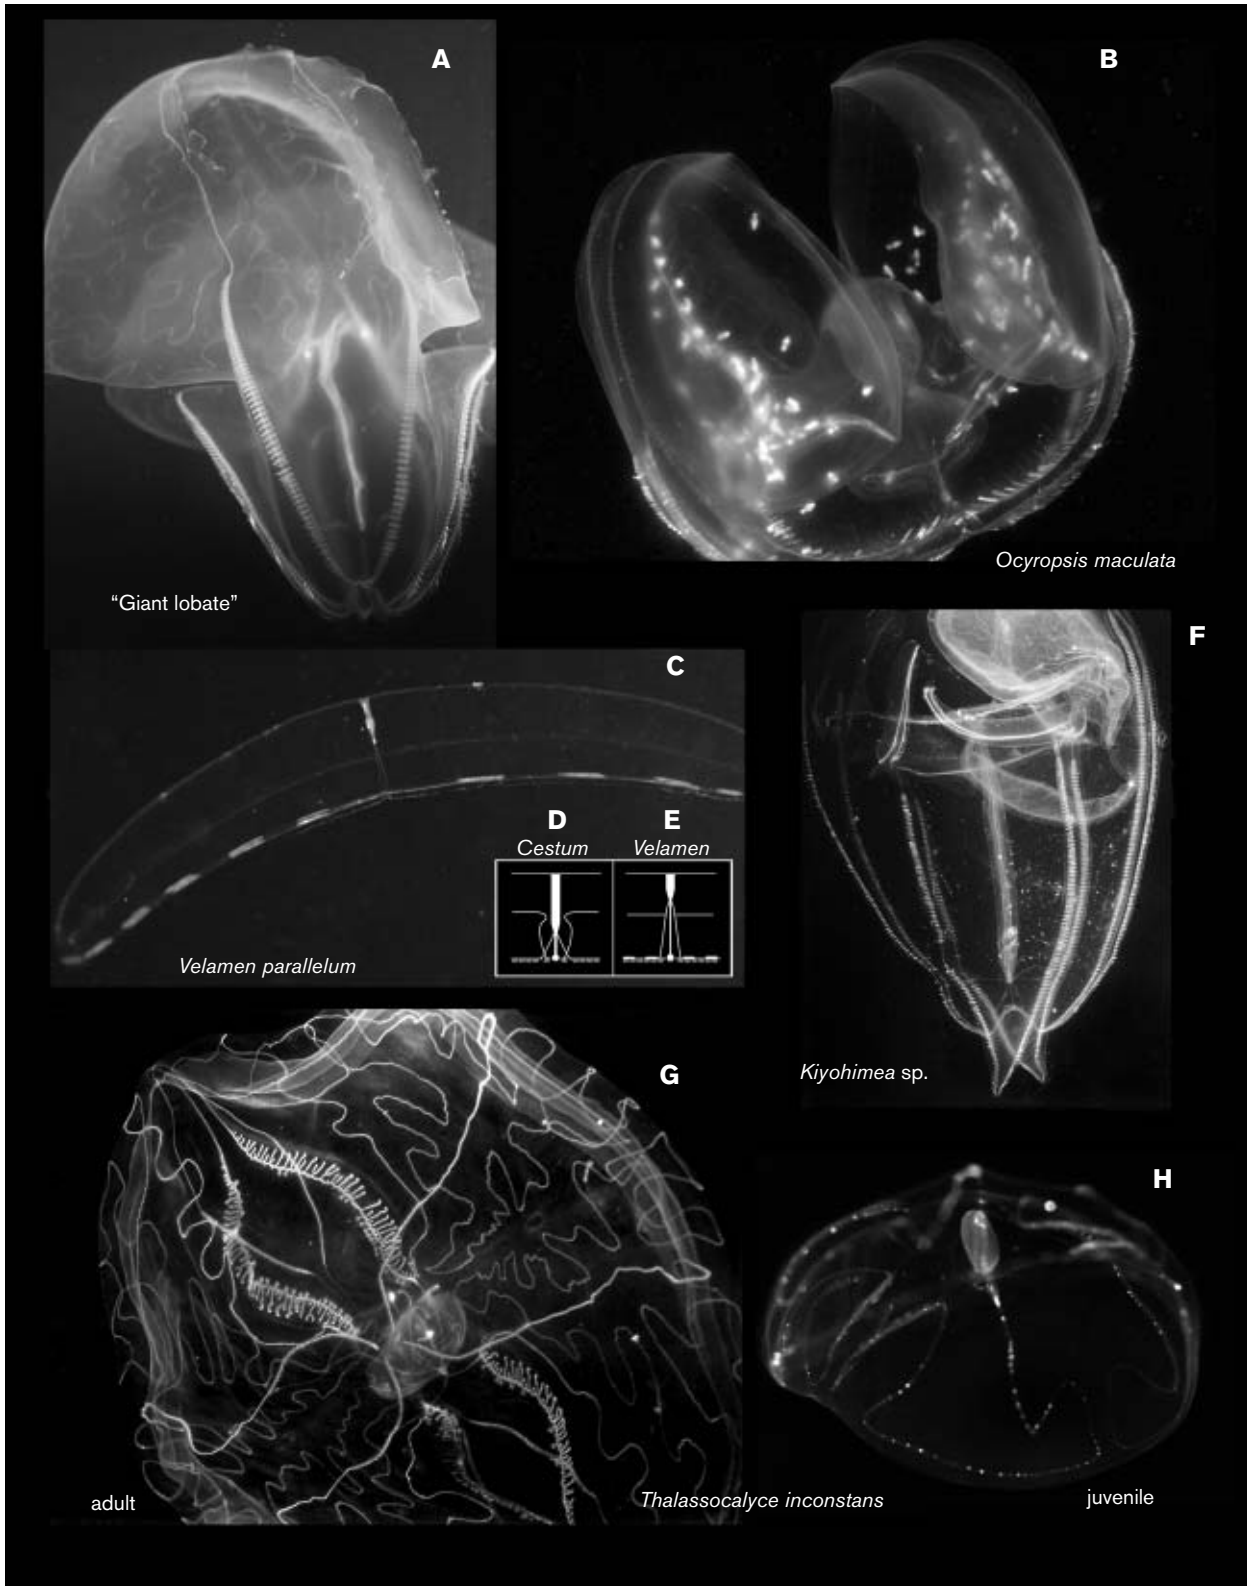 A
B
Ocyropsis maculata
“Giant lobate”
F
C
D
E
Cestum
Velamen
Velamen parallelum
Kiyohimea sp.
G
H
adult
Thalassocalyce inconstans
juvenile